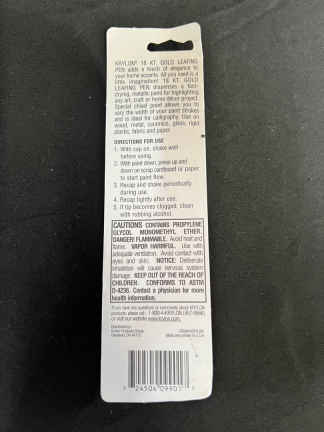 KRYLON® 18 KT. GOLD LEAFING
PEN adds a touch of elegance to
your home accents. All you need is a
little imagination! 18 KT. GOLD
LEAFING PEN dispenses a fast-
drying, metallic paint for highlighting
any art, craft or home décor project.
Special chisel point allows you to
vary the width of your paint strokes
and is ideal for calligraphy. Use on
wood, metal, ceramics, glass, rigid
plastic, fabric and paper.
DIRECTIONS FOR USE
1. With cap on, shake well
before using.
2. With point down, press up and
down on scrap cardboard or paper
to start paint flow.
3. Recap and shake periodically
during use.
4. Recap tightly after use.
5. If tip becomes clogged, clean
with rubbing alcohol.
CAUTIONS CONTAINS PROPYLENE
GLYCOL MONOMETHYL ETHER.
DANGER! FLAMMABLE. Avoid heat and
flame. VAPOR HARMFUL. Use with
adequate ventilation. Avoid contact with
eyes and skin. NOTICE: Deliberate
inhalation will cause nervous system
damage. KEEP OUT OF THE REACH OF
CHILDREN. CONFORMS TO ASTM
D-4236. Contact a physician for more
health information.